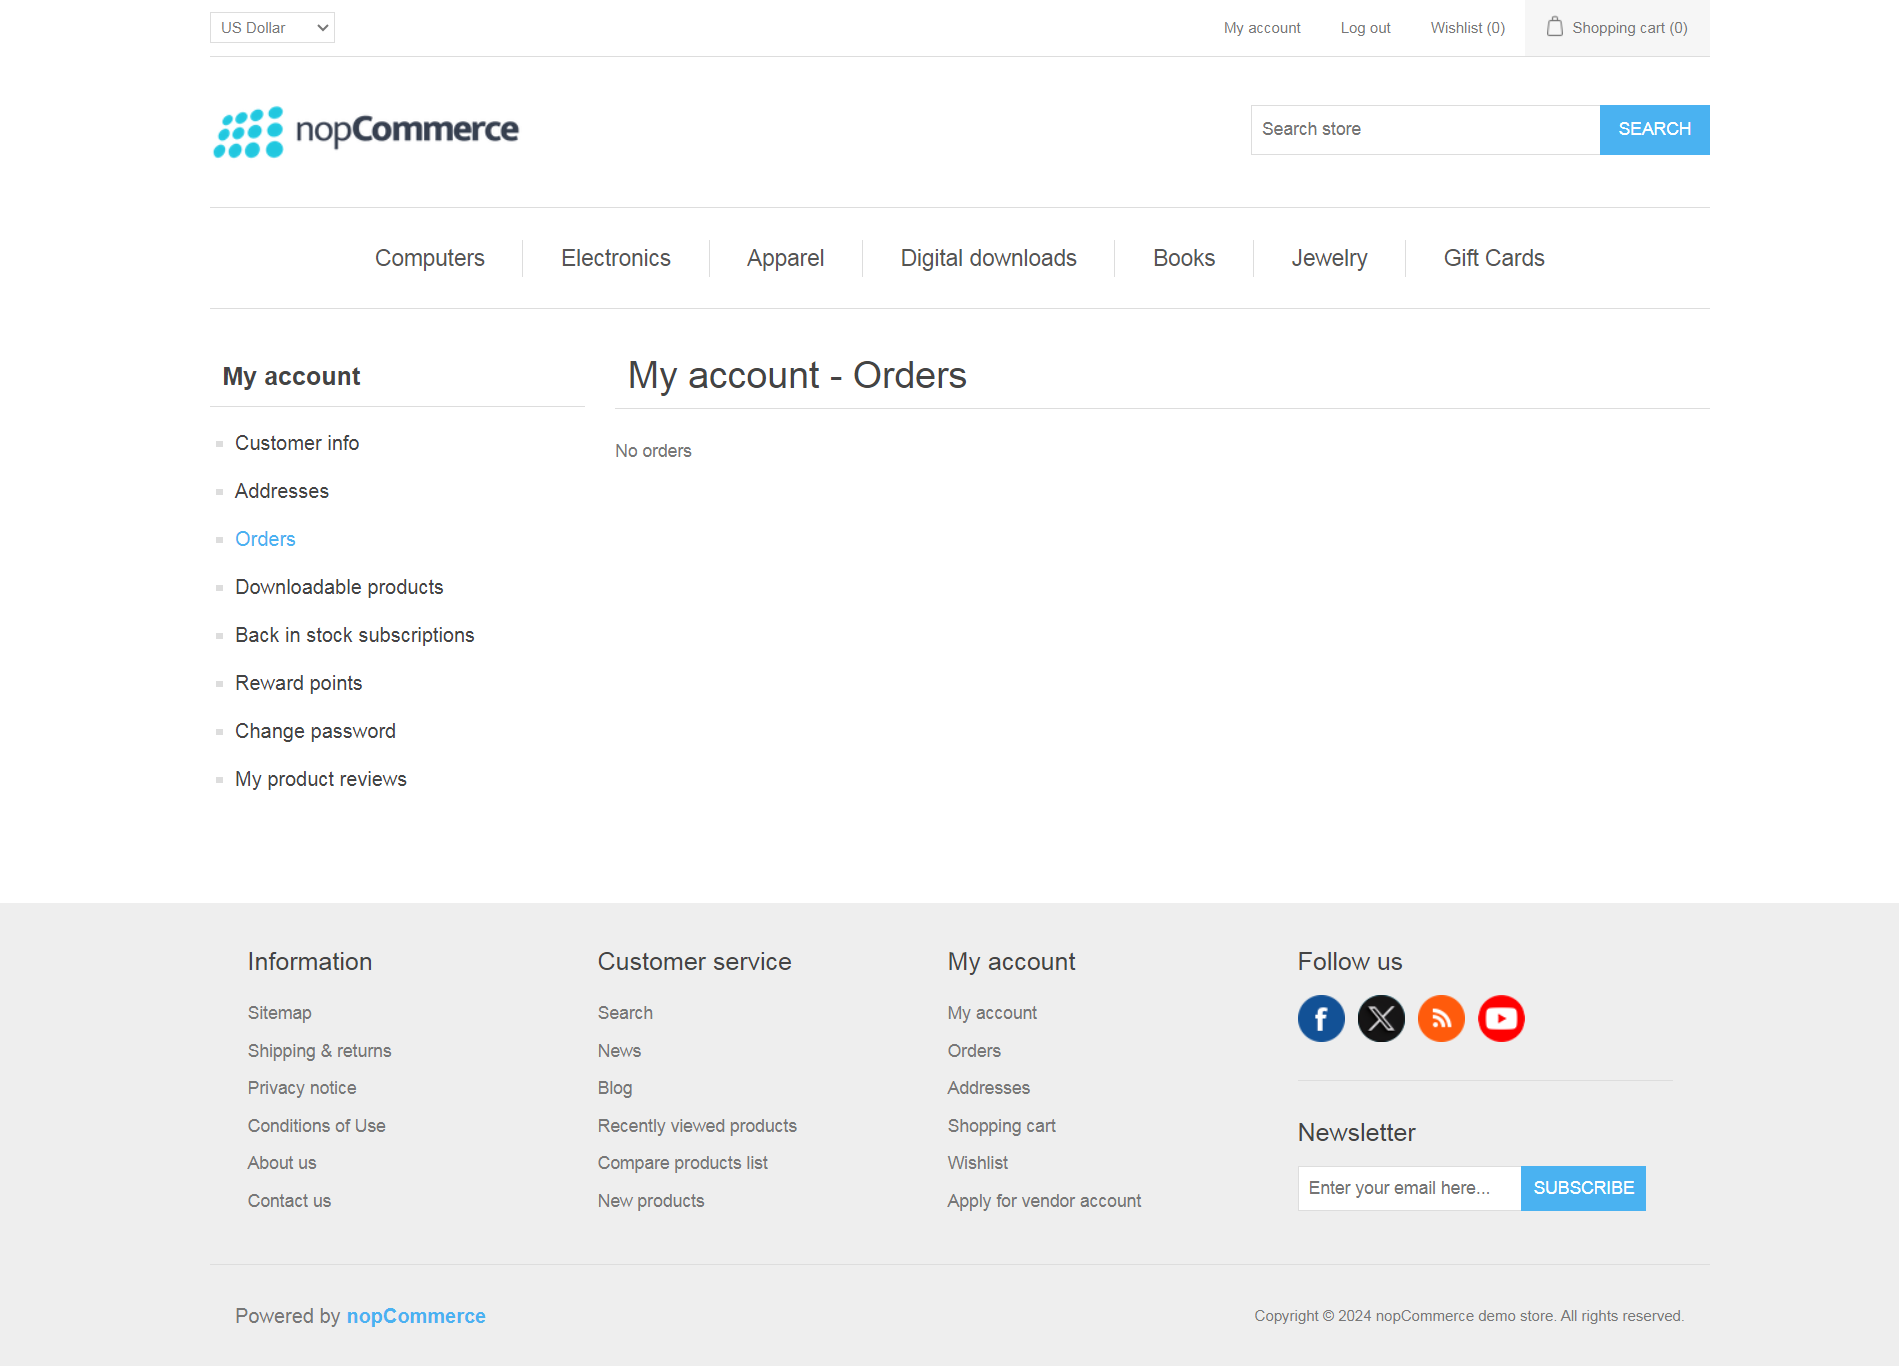 US Dollar
My account
Log out
Wishlist (0)
Shopping cart (0)
nopCommerce
Search store
SEARCH
Computers
Electronics
Apparel
Digital downloads
Books
Jewelry
Gift Cards
My account
Customer info
Addresses
Orders
Downloadable products
Back in stock subscriptions
Reward points
Change password
My product reviews
My account - Orders
No orders
Information
Sitemap
Shipping & returns
Privacy notice
Conditions of Use
About us
Contact us
Customer service
Search
News
Blog
Recently viewed products
Compare products list
New products
My account
My account
Orders
Addresses
Shopping cart
Wishlist
Apply for vendor account
Follow us
Newsletter
Enter your email here...
SUBSCRIBE
Powered by nopCommerce
Copyright © 2024 nopCommerce demo store. All rights reserved.